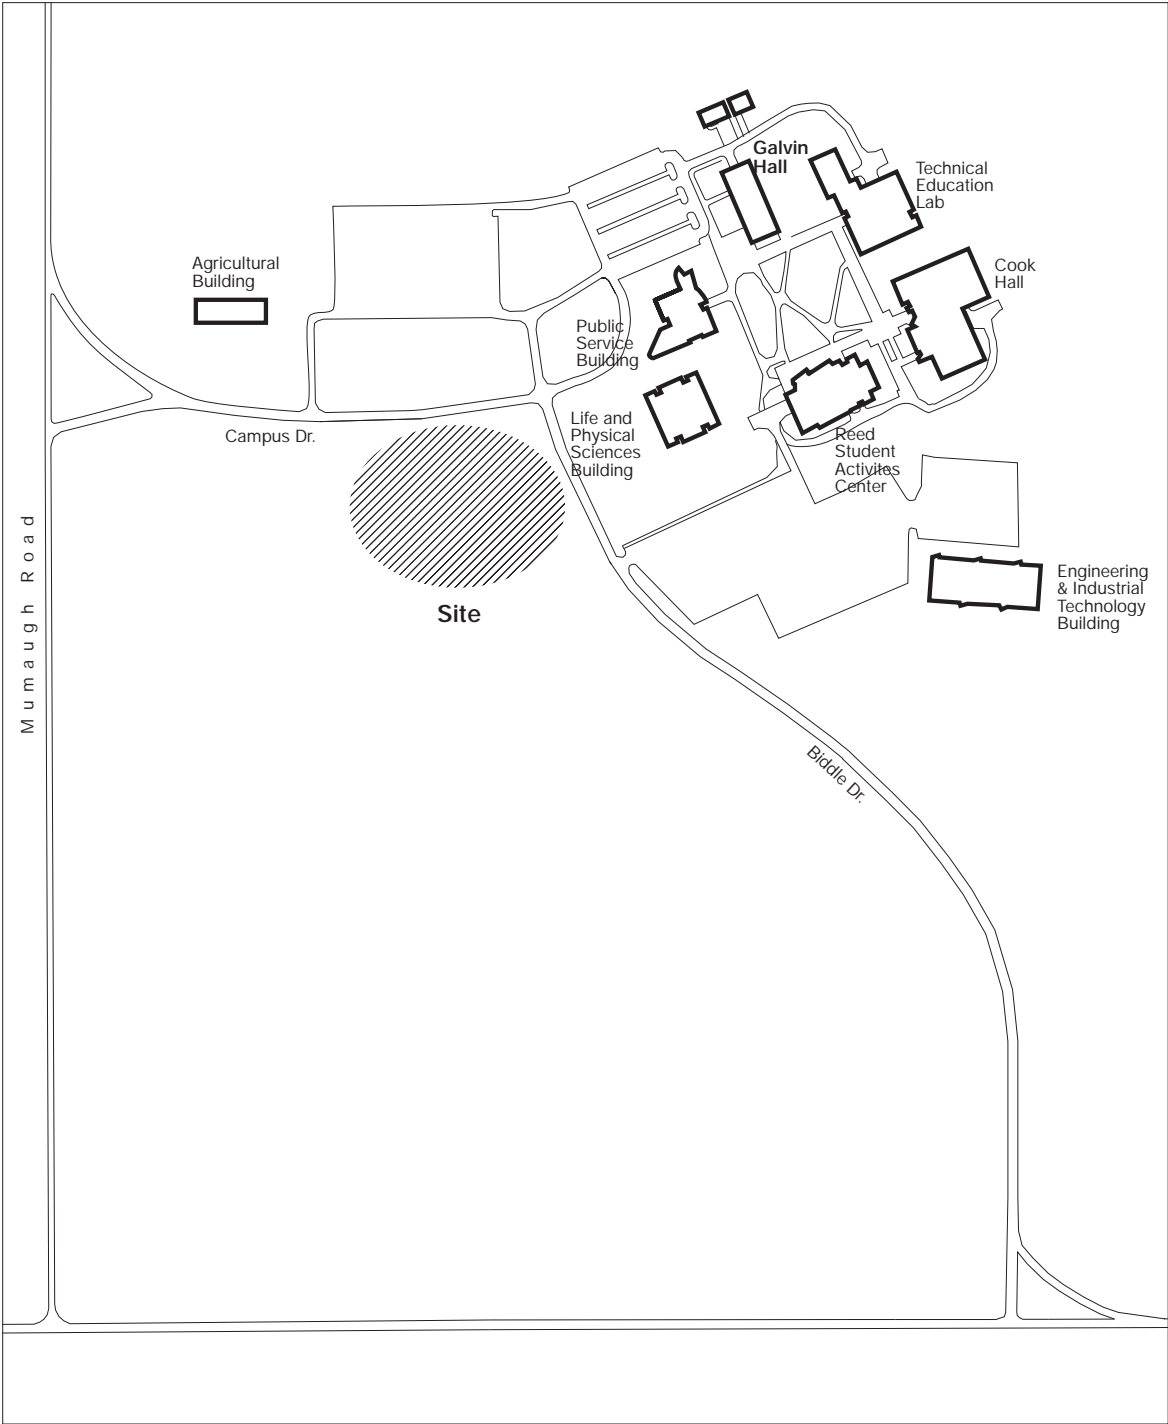 Galvin
Hall
Technical
Education
Lab
Agricultural
Building
Cook
Hall
Public
Service
Building
Life and
Physical
Sciences
Building
Campus Dr.
Reed
Student
Activites
Center
Mumaugh Road
Site
Engineering
& Industrial
Technology
Building
Biddle Dr.